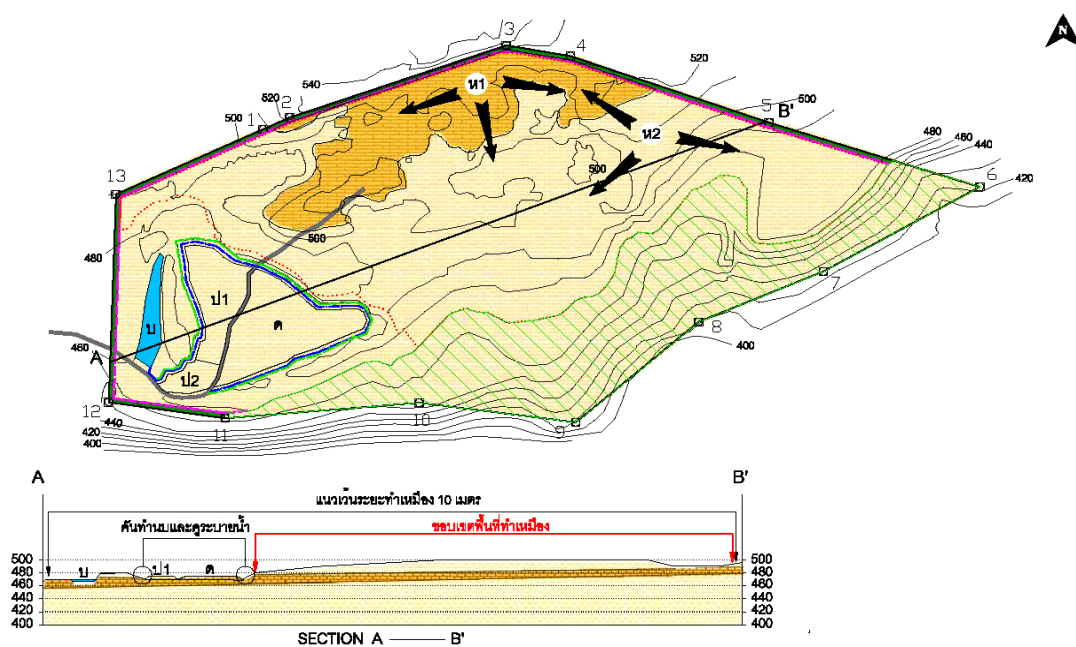 N
3
4
520
500
5
B'
480
460
440
420
6
540
520
500
1
2
ห1
ห2
500
13
480
500
ป1
ด
บ
7
8
400
460
A
ป2
12
440
420
400
11
10
9
A
B'
แนวเว้นระยะทำเหมือง 10 เมตร
คันทำนบและคูระบายน้ำ
ขอบเขตพื้นที่ทำเหมือง
500
480
460
440
420
400
บ
ป1
ด
500
480
460
440
420
400
SECTION A ——— B'